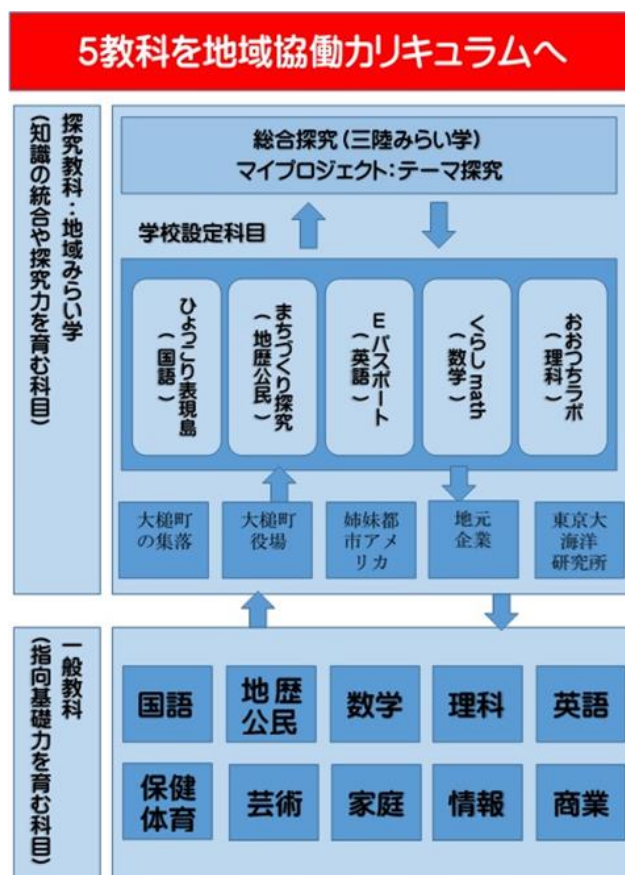 5教科を地域協働カリキュラムへ
探究教科:地域みらい学
(知識の統合や探究力を育む科目)
総合探究(三陸みらい学)
マイプロジェクト:テーマ探究
学校設定科目
ひょっこり表現島
(国語)
まちづくり探究
(地歴公民)
Eパスポート
(英語)
くらしmath
(数学)
おおつちラボ
(理科)
大槌町
の集落
大槌町
役場
姉妹都
市アメ
リカ
地元
企業
東京大
海洋
研究所
一般教科
(指向基礎力を育む科目)
国語
地歴
公民
数学
理科
英語
保健
体育
芸術
家庭
情報
商業